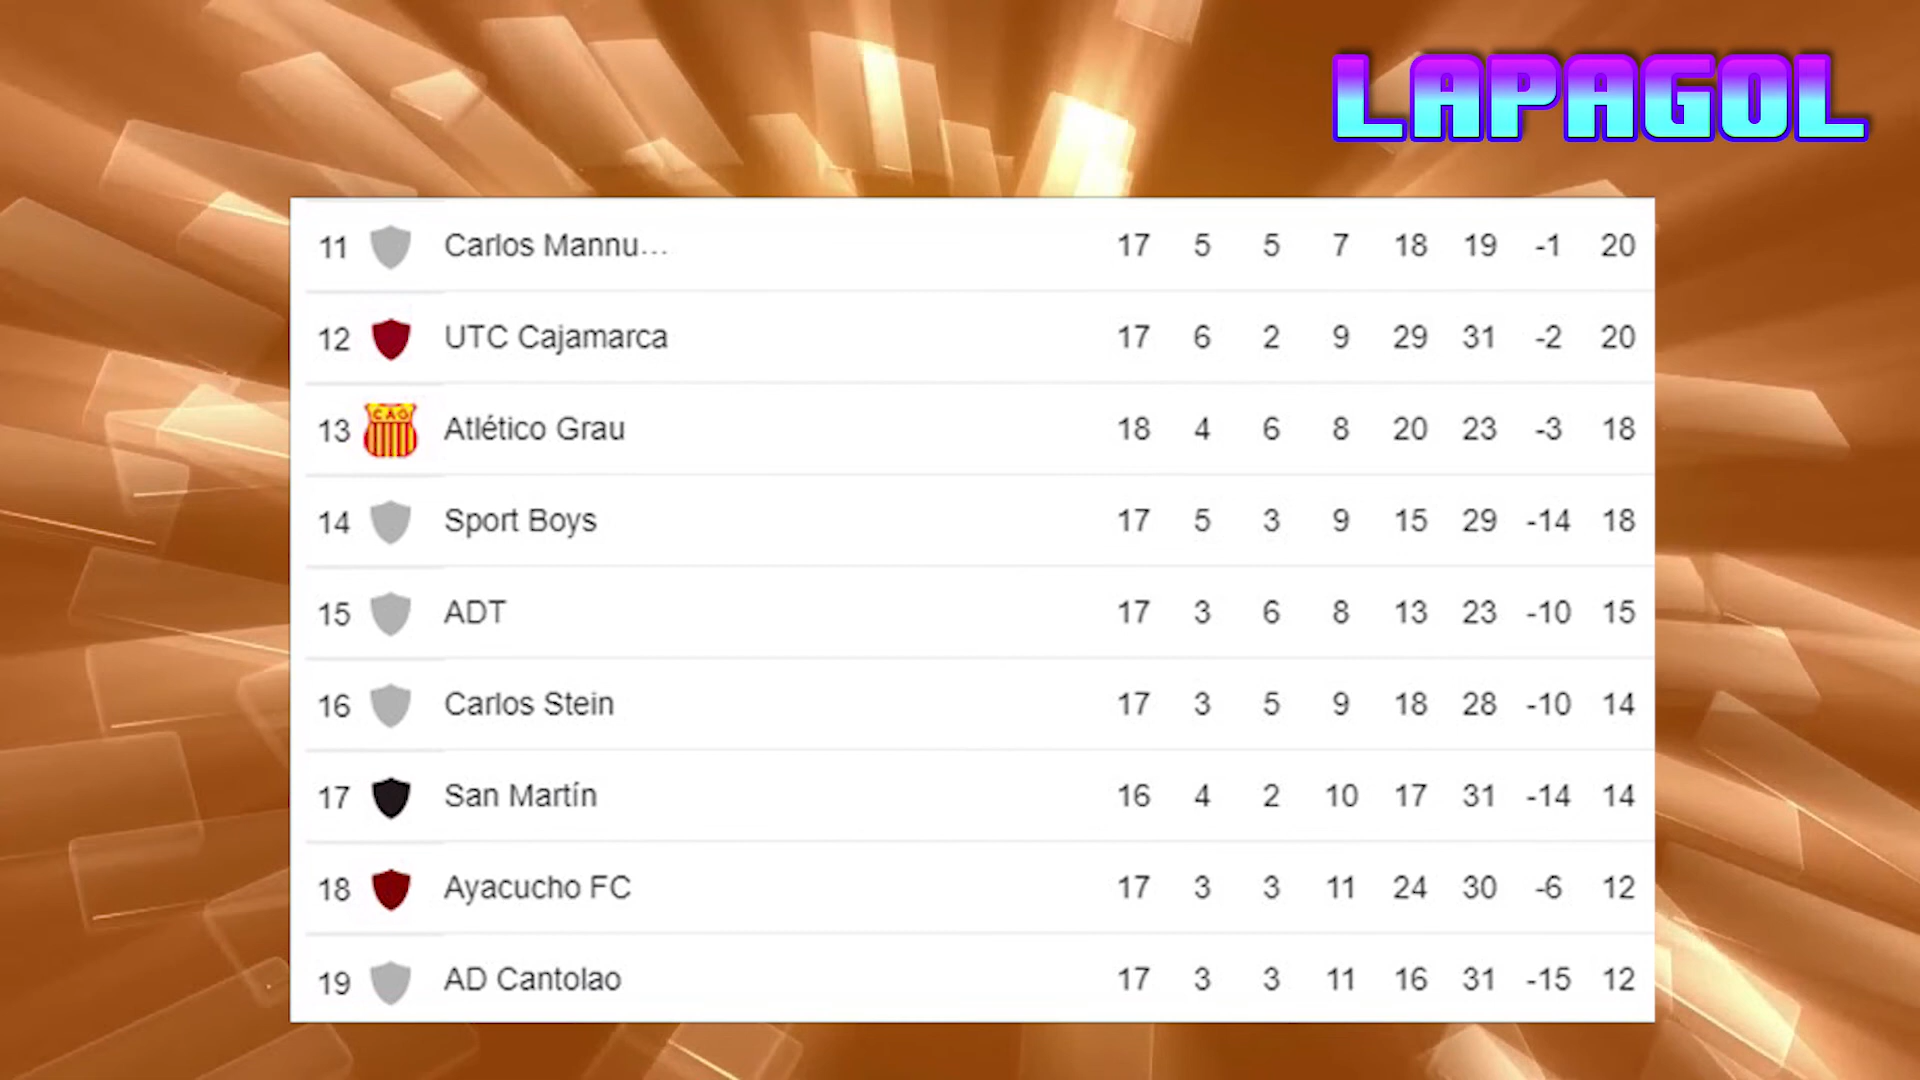 LAPAGOL
11 Carlos Mannu... 17 5 5 7 18 19 -1 20
12 UTC Cajamarca 17 6 2 9 29 31 -2 20
13 CAG Atlético Grau 18 4 6 8 20 23 -3 18
14 Sport Boys 17 5 3 9 15 29 -14 18
15 ADT 17 3 6 8 13 23 -10 15
16 Carlos Stein 17 3 5 9 18 28 -10 14
17 San Martín 16 4 2 10 17 31 -14 14
18 Ayacucho FC 17 3 3 11 24 30 -6 12
19 AD Cantolao 17 3 3 11 16 31 -15 12